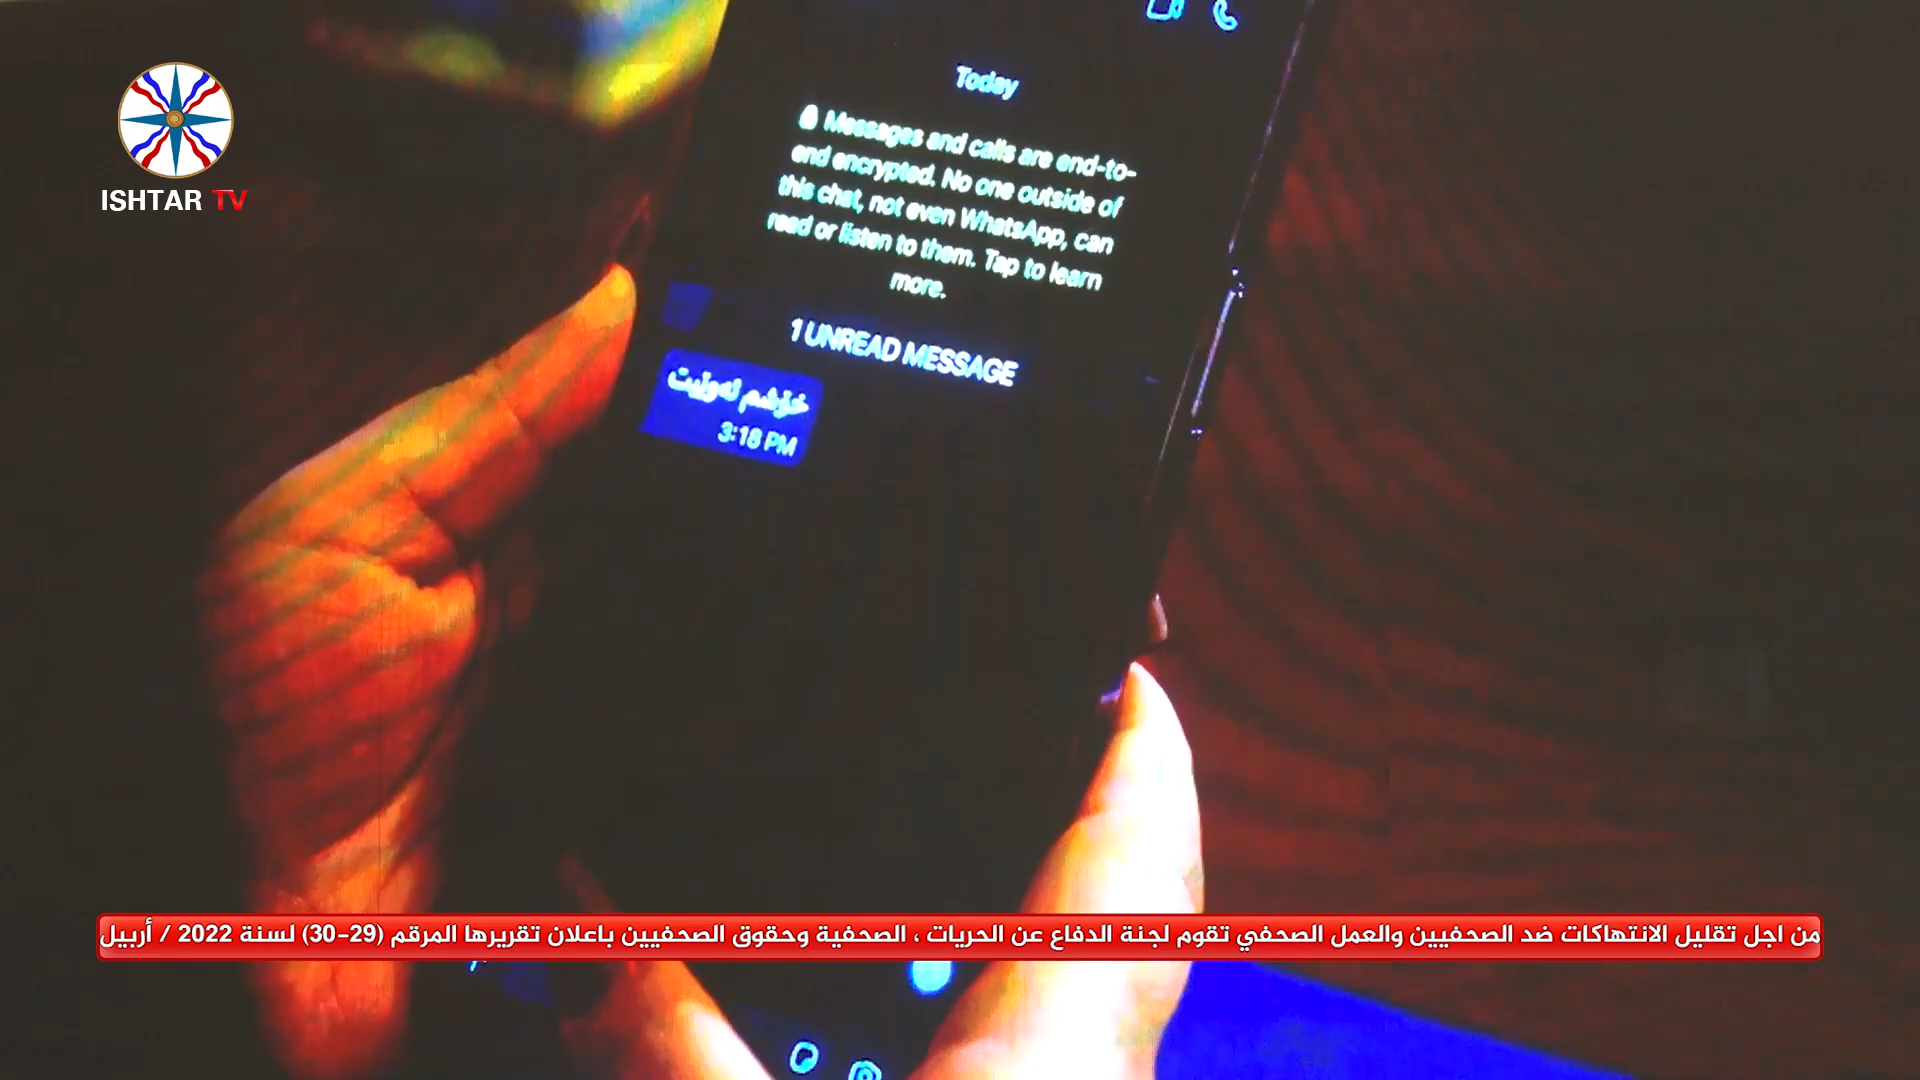 ISHTAR TV
Today
Messages and calls are end-to-
end encrypted. No one outside of
this chat, not even WhatsApp, can
read or listen to them. Tap to learn
more.
1 UNREAD MESSAGE
خۆشم ئەوێیت
3:18 PM
من اجل تقليل الانتهاكات ضد الصحفيين والعمل الصحفي تقوم لجنة الدفاع عن الحريات ، الصحفية وحقوق الصحفيين باعلان تقريرها المرقم (29-30) لسنة 2022 / أربيل